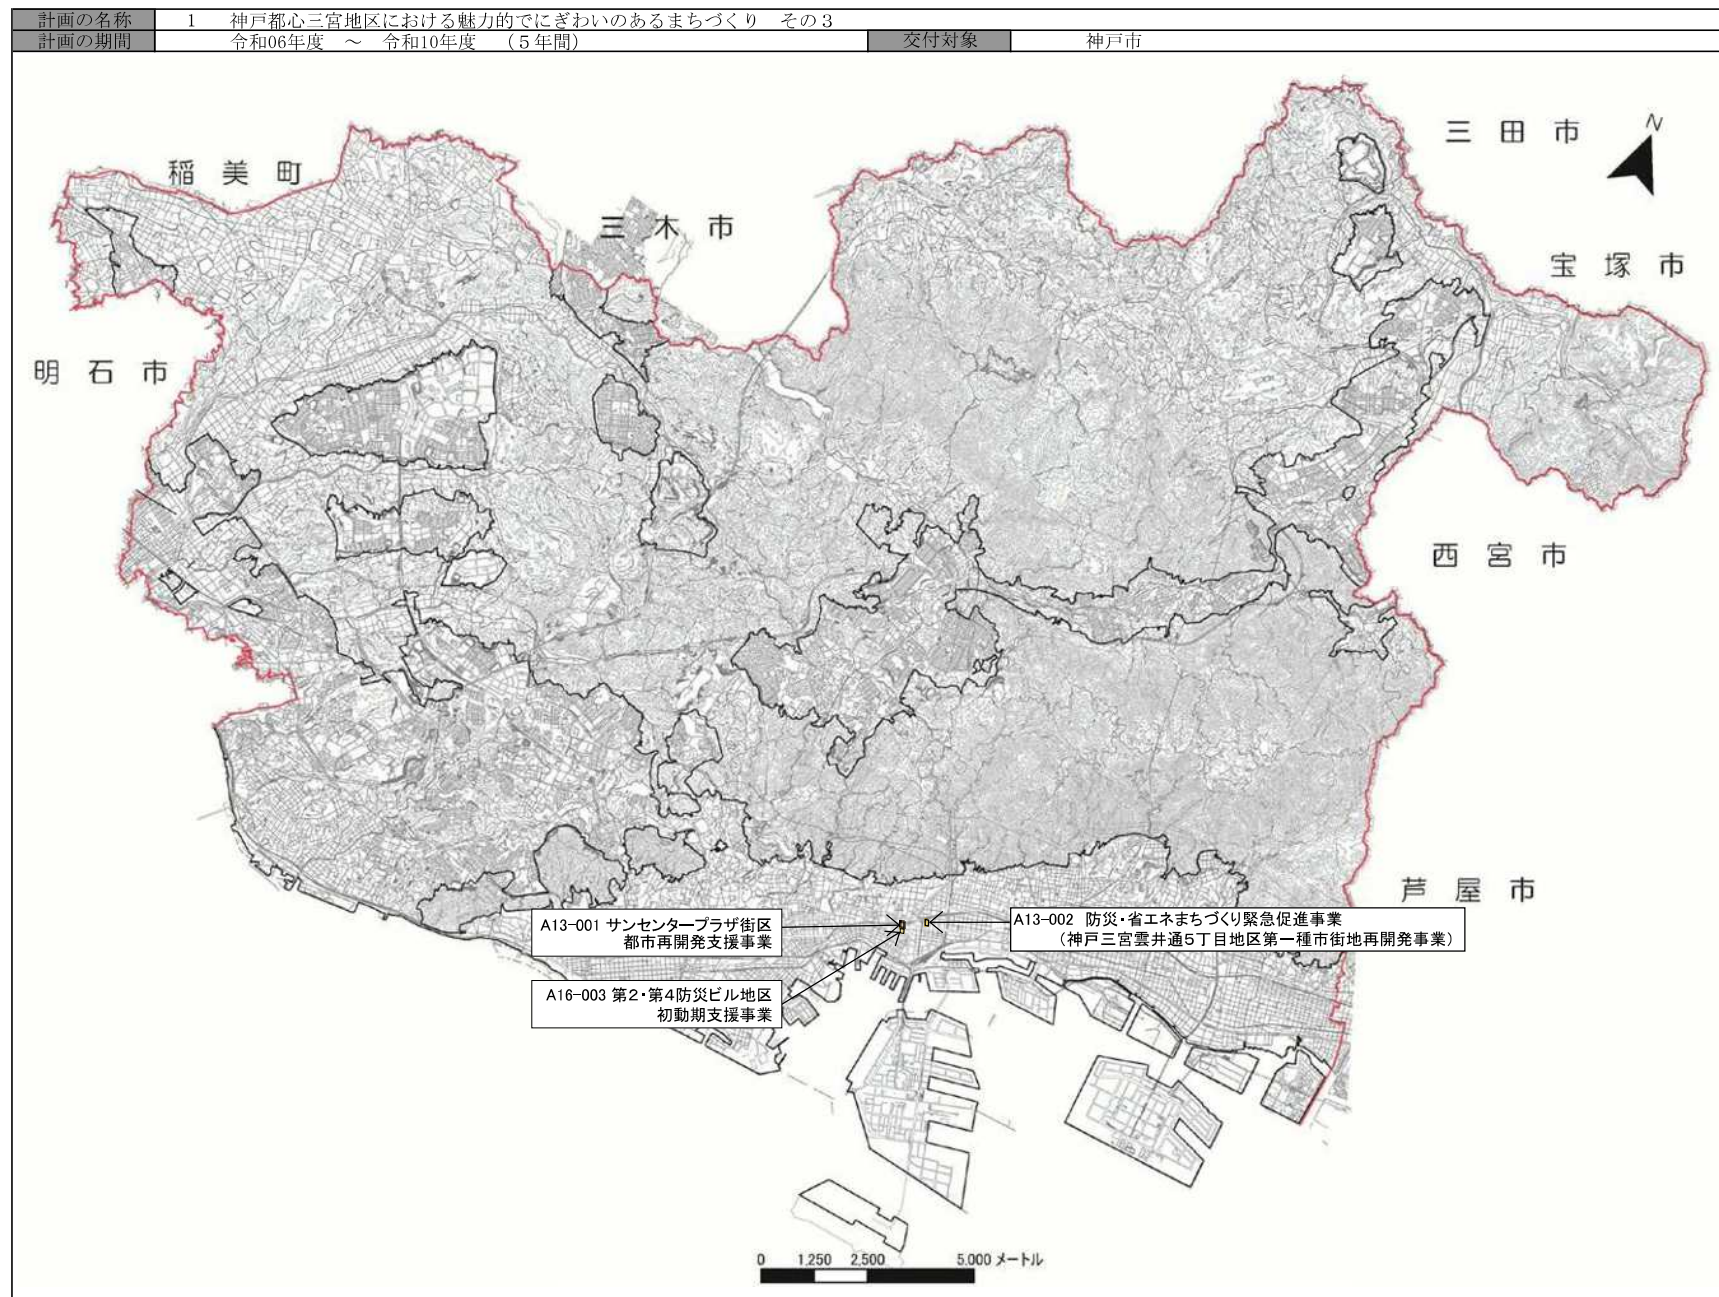 計画の名称 1 神戸都心三宮地区における魅力的でにぎわいのあるまちづくり その3
計画の期間 令和06年度 ～ 令和10年度 （5年間） 交付対象 神戸市
三田市
N
稲美町
三木市
宝塚市
明石市
西宮市
芦屋市
A13-001 サンセンタープラザ街区
都市再開発支援事業
A13-002 防災・省エネまちづくり緊急促進事業
（神戸三宮雲井通5丁目地区第一種市街地再開発事業）
A16-003 第2・第4防災ビル地区
初動期支援事業
0 1,250 2,500 5,000 メートル